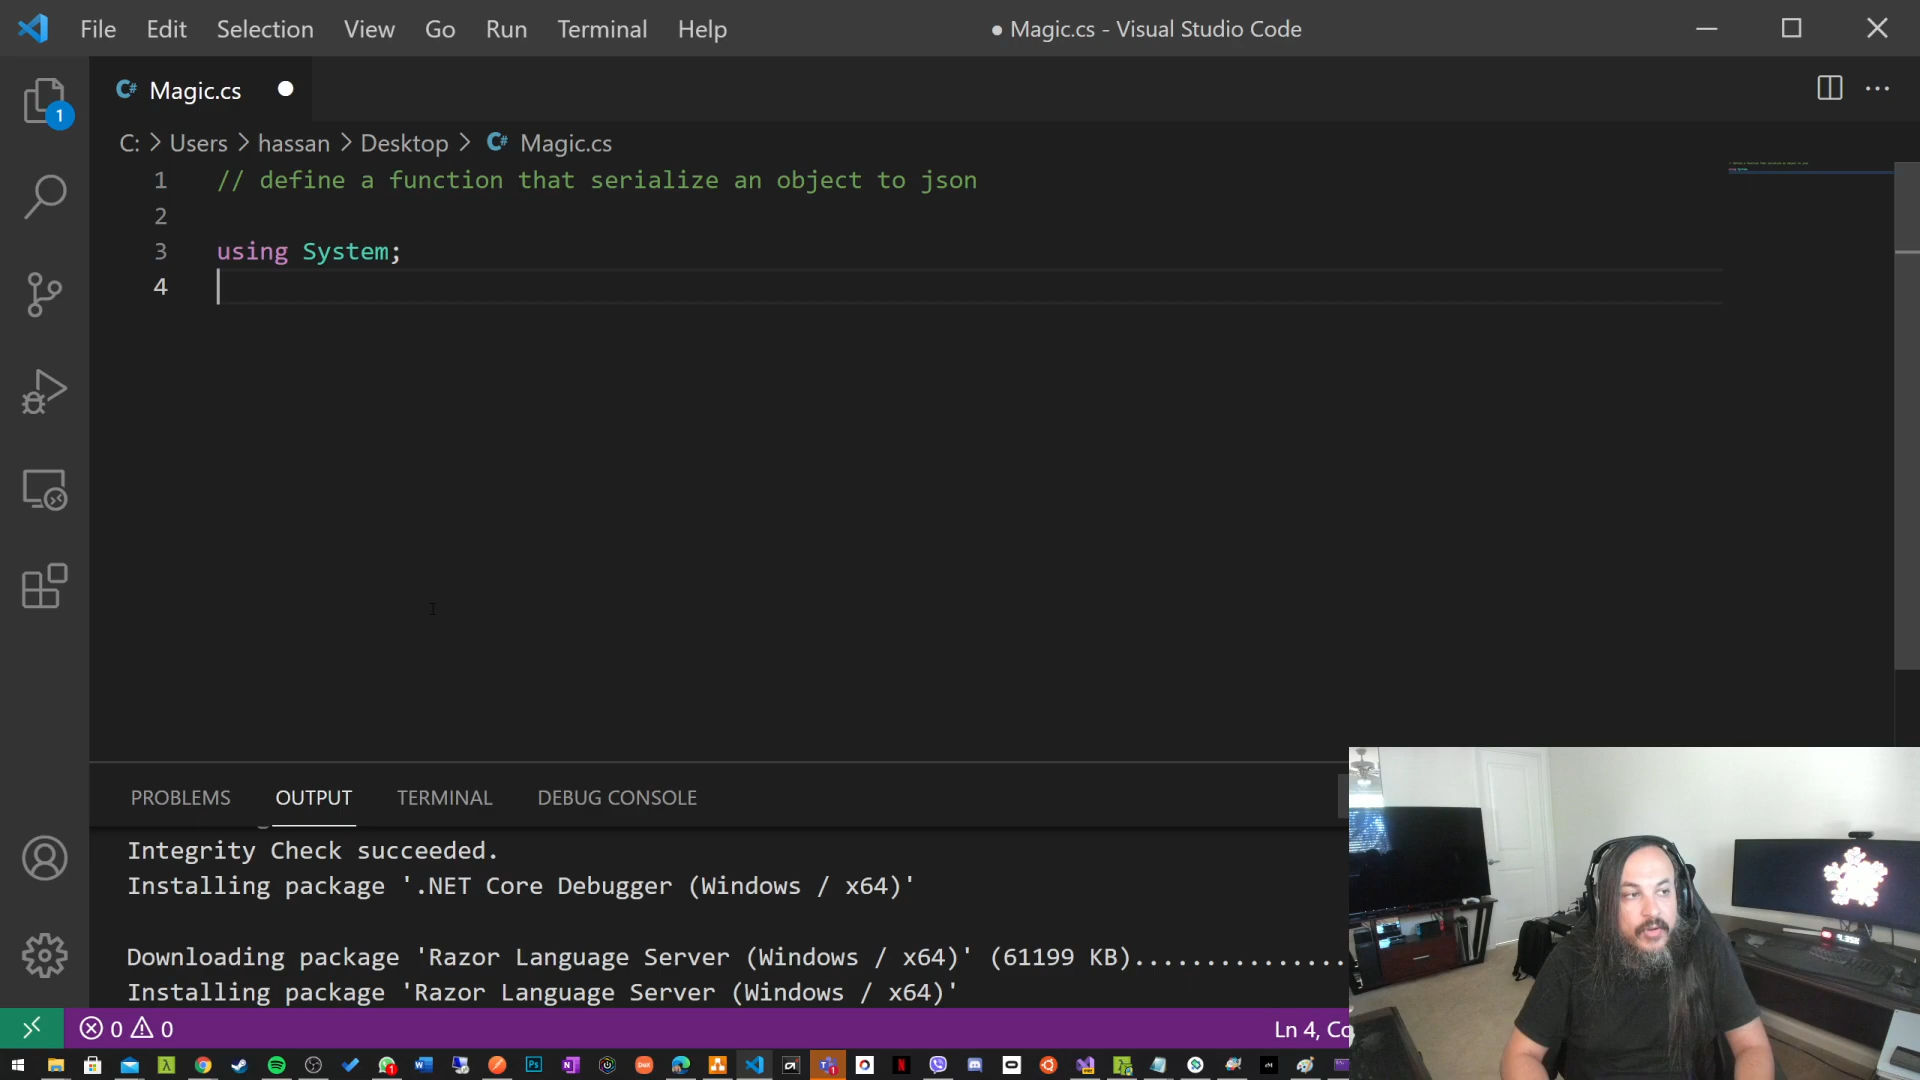 File Edit Selection View Go Run Terminal Help
● Magic.cs - Visual Studio Code
Magic.cs
C: > Users > hassan > Desktop > Magic.cs
1 // define a function that serialize an object to json
2
3 using System;
4
1
PROBLEMS OUTPUT TERMINAL DEBUG CONSOLE
Integrity Check succeeded.
Installing package '.NET Core Debugger (Windows / x64)'
Downloading package 'Razor Language Server (Windows / x64)' (61199 KB)................
Installing package 'Razor Language Server (Windows / x64)'
0 0
Ln 4, Co